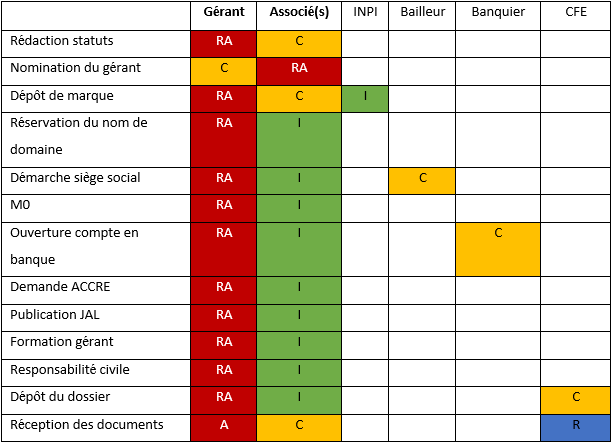 Gérant Associé(s) INPI Bailleur Banquier CFE
Rédaction statuts RA C
Nomination du gérant C RA
Dépôt de marque RA C I
Réservation du nom de RA I
domaine
Démarche siège social RA I C
M0 RA I
Ouverture compte en RA I C
banque
Demande ACCRE RA I
Publication JAL RA I
Formation gérant RA I
Responsabilité civile RA I
Dépôt du dossier RA I C
Réception des documents A C R